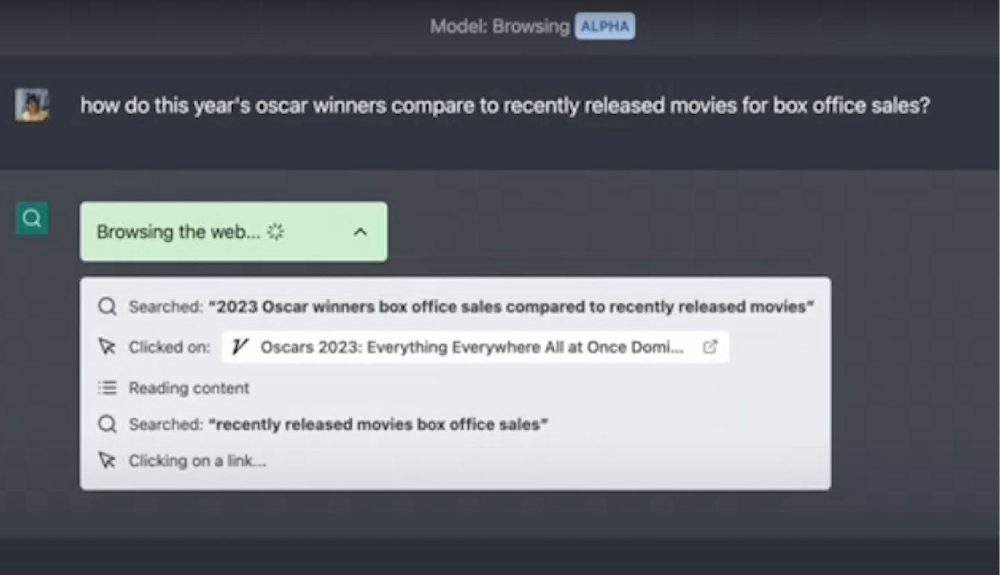 Model: Browsing ALPHA
how do this year's oscar winners compare to recently released movies for box office sales?
Browsing the web...
Searched: "2023 Oscar winners box office sales compared to recently released movies"
Clicked on: V Oscars 2023: Everything Everywhere All at Once Domi...
Reading content
Searched: "recently released movies box office sales"
Clicking on a link...